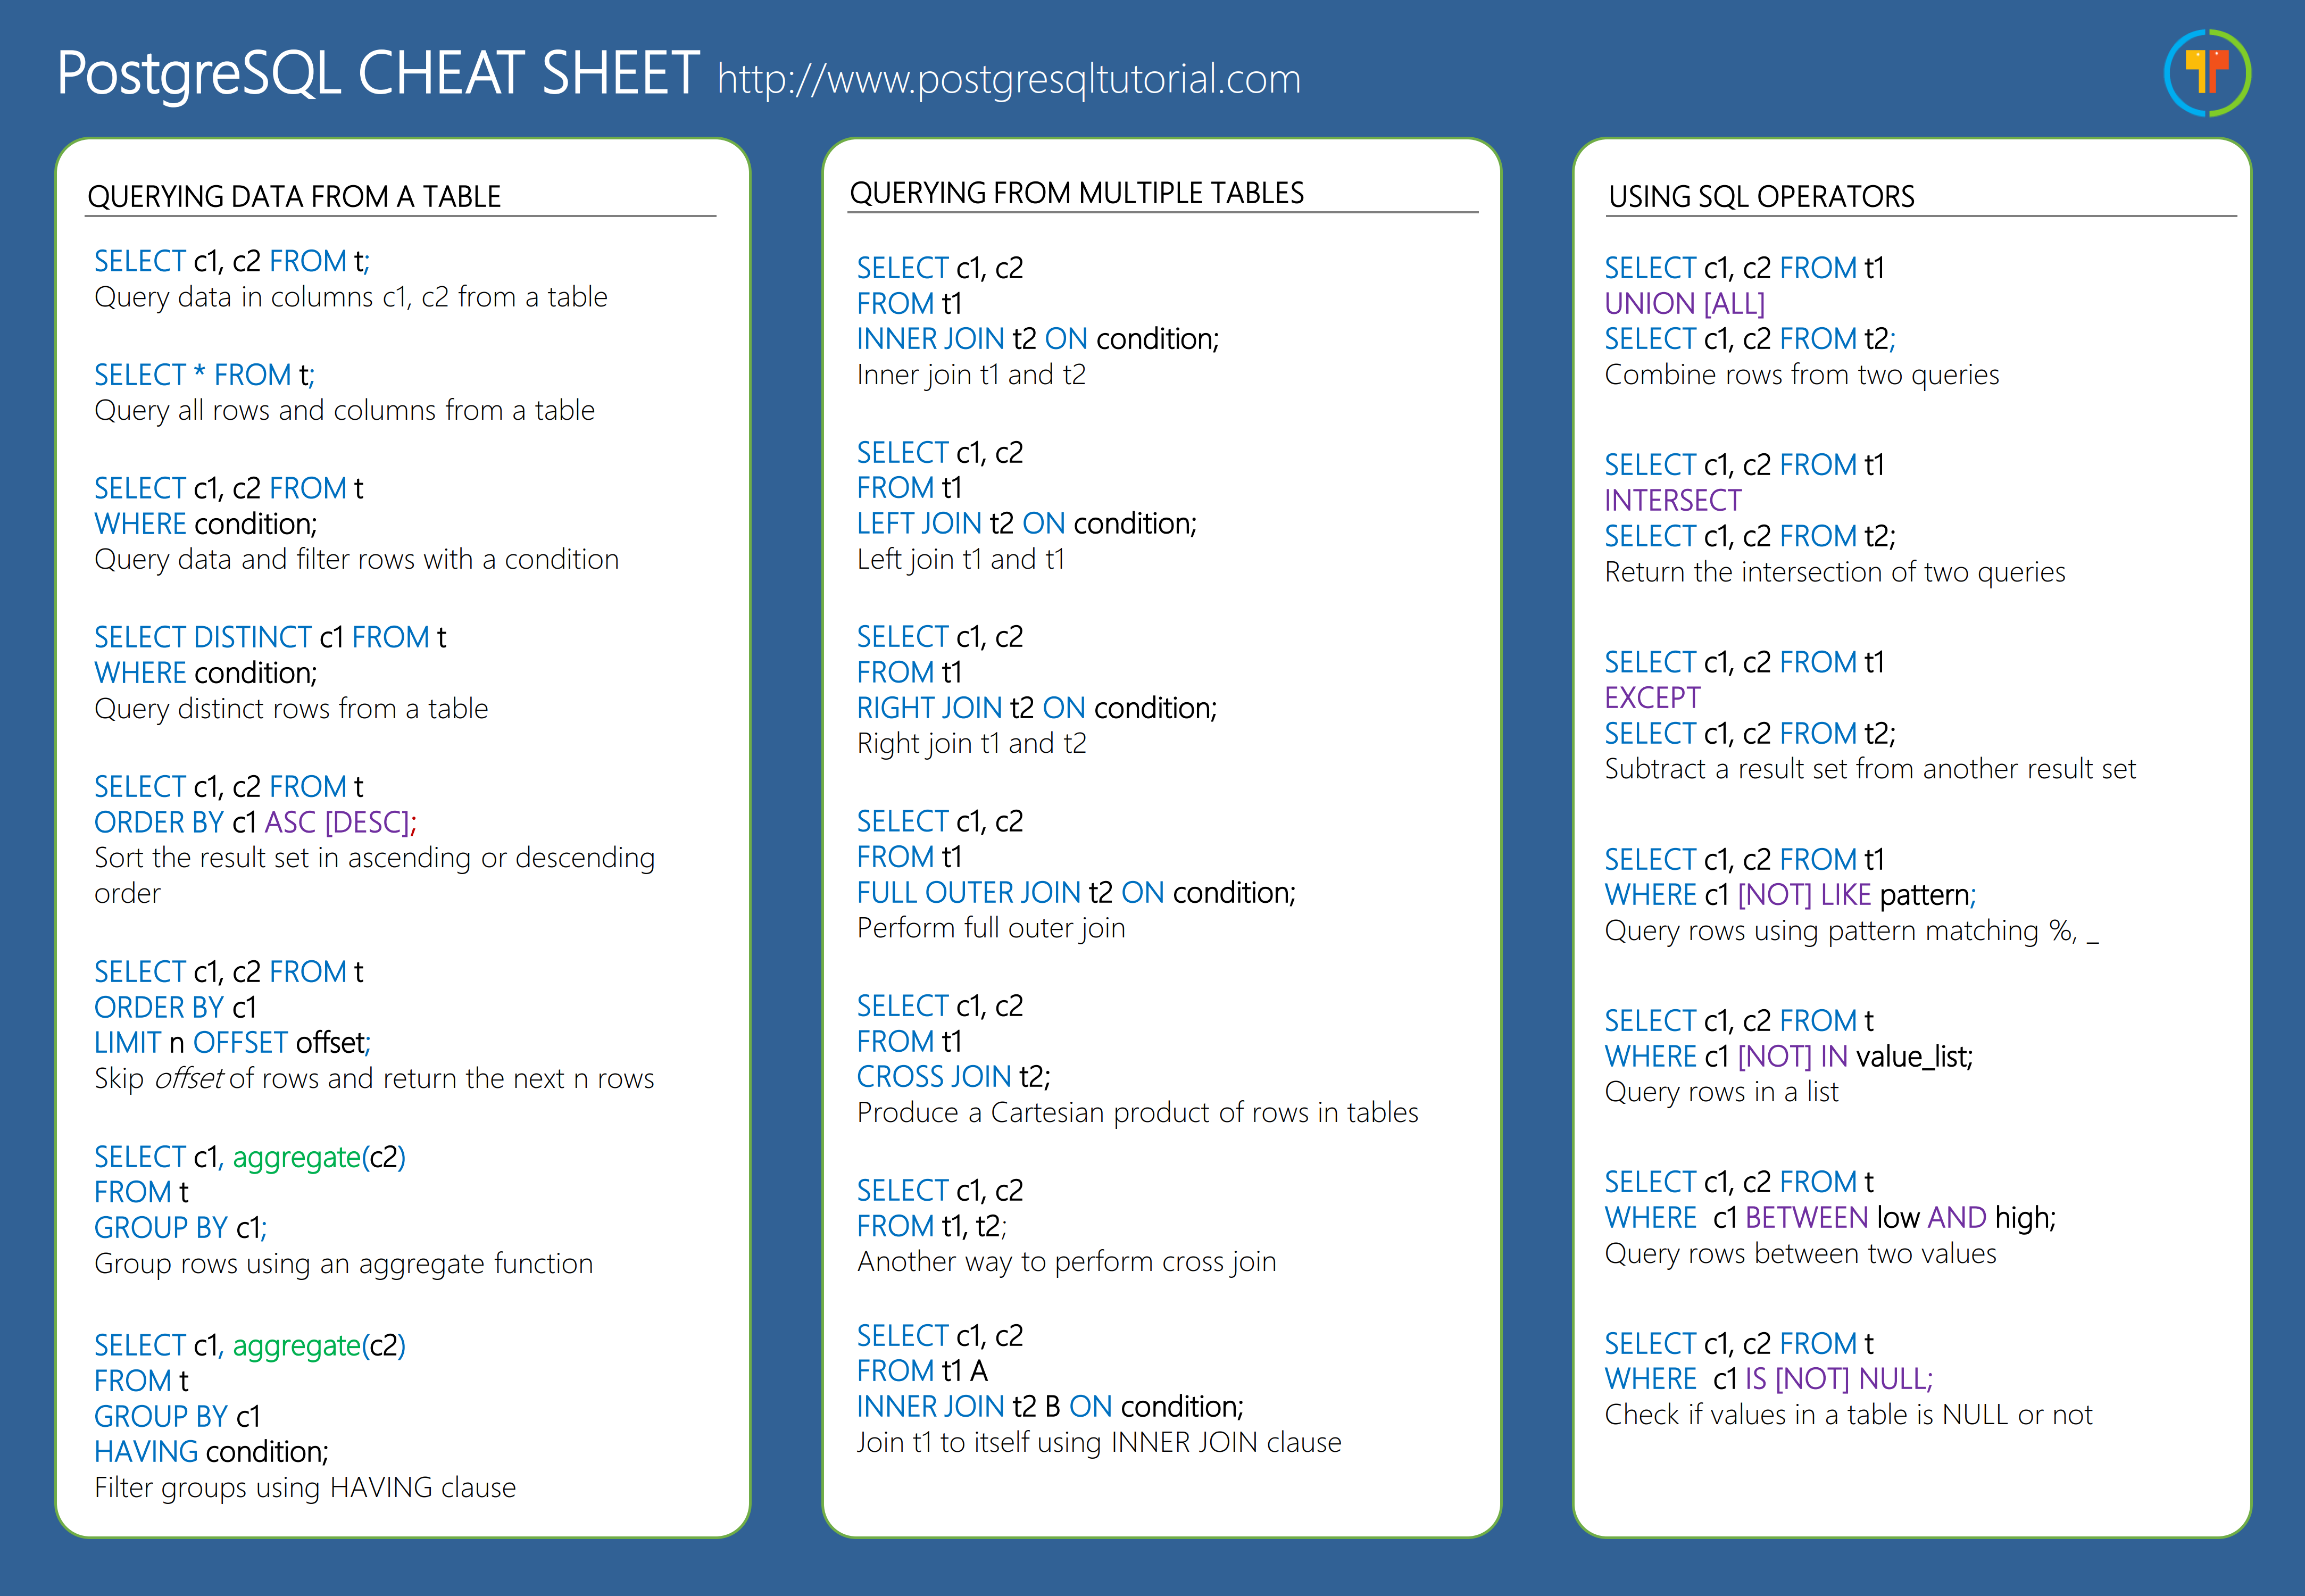 PostgreSQL CHEAT SHEET http://www.postgresqltutorial.com
QUERYING DATA FROM A TABLE
SELECT c1, c2 FROM t;
Query data in columns c1, c2 from a table
SELECT * FROM t;
Query all rows and columns from a table
SELECT c1, c2 FROM t
WHERE condition;
Query data and filter rows with a condition
SELECT DISTINCT c1 FROM t
WHERE condition;
Query distinct rows from a table
SELECT c1, c2 FROM t
ORDER BY c1 ASC [DESC];
Sort the result set in ascending or descending
order
SELECT c1, c2 FROM t
ORDER BY c1
LIMIT n OFFSET offset;
Skip offset of rows and return the next n rows
SELECT c1, aggregate(c2)
FROM t
GROUP BY c1;
Group rows using an aggregate function
SELECT c1, aggregate(c2)
FROM t
GROUP BY c1
HAVING condition;
Filter groups using HAVING clause
QUERYING FROM MULTIPLE TABLES
SELECT c1, c2
FROM t1
INNER JOIN t2 ON condition;
Inner join t1 and t2
SELECT c1, c2
FROM t1
LEFT JOIN t2 ON condition;
Left join t1 and t1
SELECT c1, c2
FROM t1
RIGHT JOIN t2 ON condition;
Right join t1 and t2
SELECT c1, c2
FROM t1
FULL OUTER JOIN t2 ON condition;
Perform full outer join
SELECT c1, c2
FROM t1
CROSS JOIN t2;
Produce a Cartesian product of rows in tables
SELECT c1, c2
FROM t1, t2;
Another way to perform cross join
SELECT c1, c2
FROM t1 A
INNER JOIN t2 B ON condition;
Join t1 to itself using INNER JOIN clause
USING SQL OPERATORS
SELECT c1, c2 FROM t1
UNION [ALL]
SELECT c1, c2 FROM t2;
Combine rows from two queries
SELECT c1, c2 FROM t1
INTERSECT
SELECT c1, c2 FROM t2;
Return the intersection of two queries
SELECT c1, c2 FROM t1
EXCEPT
SELECT c1, c2 FROM t2;
Subtract a result set from another result set
SELECT c1, c2 FROM t1
WHERE c1 [NOT] LIKE pattern;
Query rows using pattern matching %, _
SELECT c1, c2 FROM t
WHERE c1 [NOT] IN value_list;
Query rows in a list
SELECT c1, c2 FROM t
WHERE c1 BETWEEN low AND high;
Query rows between two values
SELECT c1, c2 FROM t
WHERE c1 IS [NOT] NULL;
Check if values in a table is NULL or not